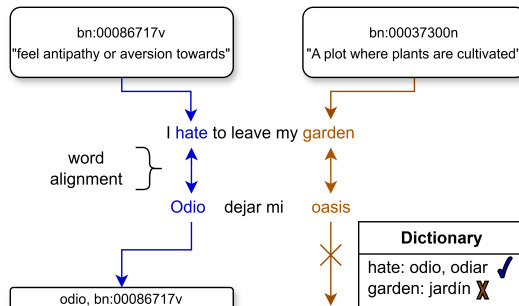 bn:00086717v
"feel antipathy or aversion towards"
bn:00037300n
"A plot where plants are cultivated"
I hate to leave my garden
word
alignment
Odio dejar mi oasis
Dictionary
hate: odio, odiar
garden: jardín
odio, bn:00086717v